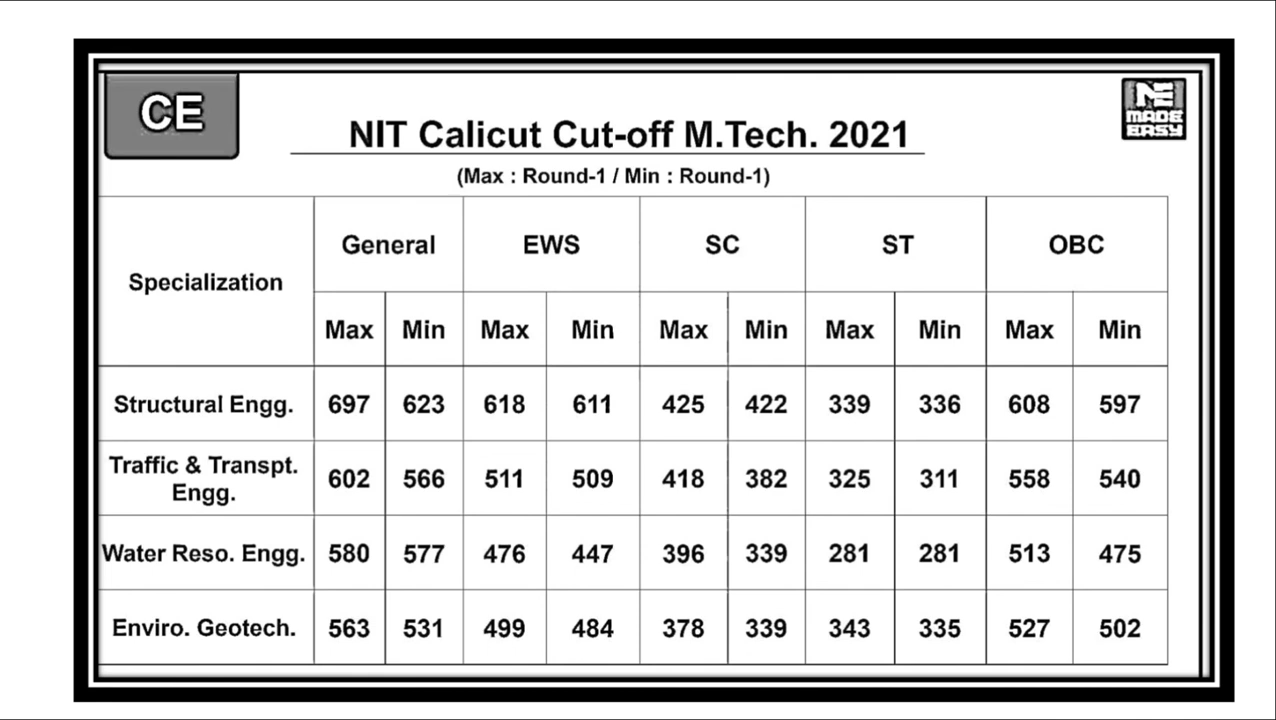 CE
NE
MADE
EASY
NIT Calicut Cut-off M.Tech. 2021
(Max : Round-1 / Min : Round-1)
Specialization General EWS SC ST OBC
Max Min Max Min Max Min Max Min Max Min
Structural Engg. 697 623 618 611 425 422 339 336 608 597
Traffic & Transpt.
Engg. 602 566 511 509 418 382 325 311 558 540
Water Reso. Engg. 580 577 476 447 396 339 281 281 513 475
Enviro. Geotech. 563 531 499 484 378 339 343 335 527 502